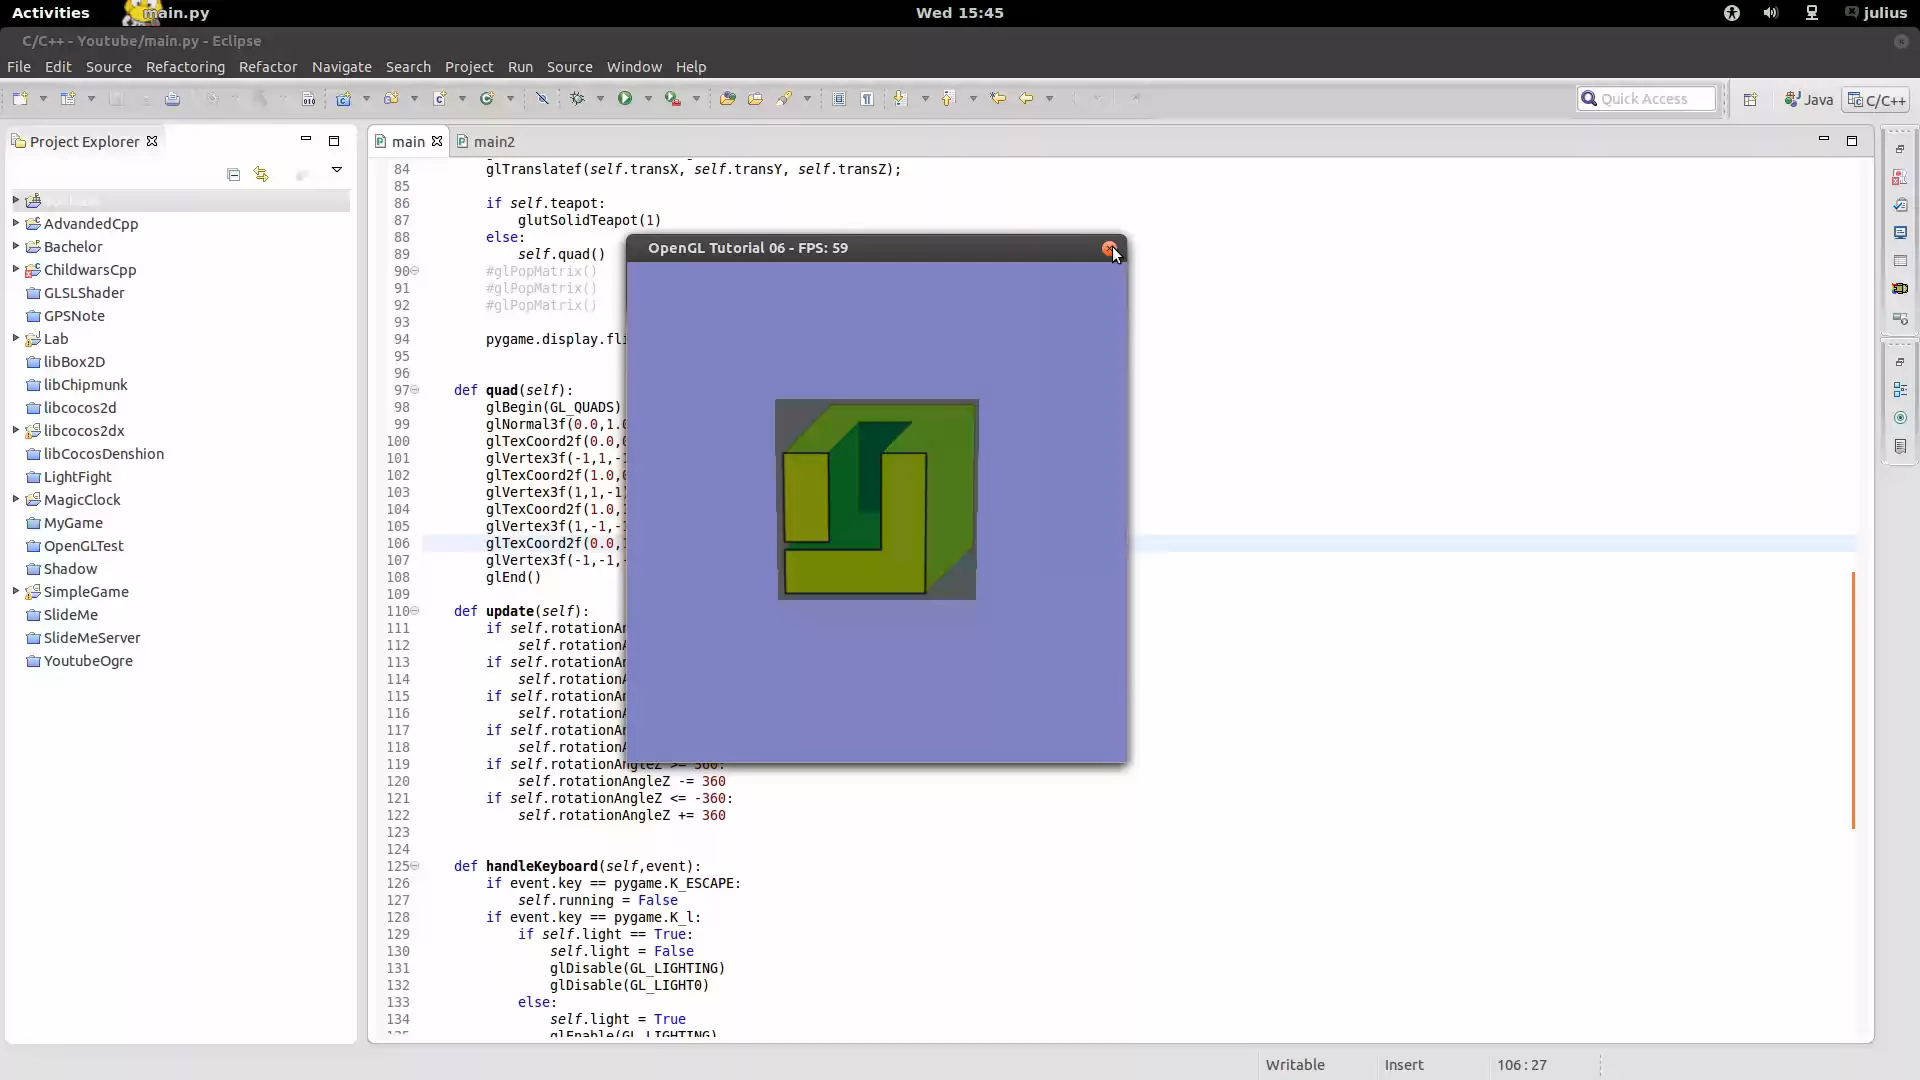 Activities main.py Wed 15:45 julius
C/C++ - Youtube/main.py - Eclipse
File Edit Source Refactoring Refactor Navigate Search Project Run Source Window Help
Quick Access Java C/C++
Project Explorer
AdvandedCpp
Bachelor
ChildwarsCpp
GLSLShader
GPSNote
Lab
libBox2D
libChipmunk
libcocos2d
libcocos2dx
libCocosDenshion
LightFight
MagicClock
MyGame
OpenGLTest
Shadow
SimpleGame
SlideMe
SlideMeServer
YoutubeOgre
main main2
84 glTranslatef(self.transX, self.transY, self.transZ);
85
86 if self.teapot:
87 glutSolidTeapot(1)
88 else:
89 self.quad()
90 #glPopMatrix()
91 #glPopMatrix()
92 #glPopMatrix()
93
94 pygame.display.fli
95
96
97 def quad(self):
98 glBegin(GL_QUADS)
99 glNormal3f(0.0,1.0
100 glTexCoord2f(0.0,0
101 glVertex3f(-1,1,-1
102 glTexCoord2f(1.0,0
103 glVertex3f(1,1,-1)
104 glTexCoord2f(1.0,1
105 glVertex3f(1,-1,-1
106 glTexCoord2f(0.0,1
107 glVertex3f(-1,-1,-
108 glEnd()
109
110 def update(self):
111 if self.rotationAn
112 self.rotationA
113 if self.rotationAn
114 self.rotationA
115 if self.rotationAn
116 self.rotationA
117 if self.rotationAn
118 self.rotationA
119 if self.rotationAngleZ >= 360:
120 self.rotationAngleZ -= 360
121 if self.rotationAngleZ <= -360:
122 self.rotationAngleZ += 360
123
124
125 def handleKeyboard(self,event):
126 if event.key == pygame.K_ESCAPE:
127 self.running = False
128 if event.key == pygame.K_l:
129 if self.light == True:
130 self.light = False
131 glDisable(GL_LIGHTING)
132 glDisable(GL_LIGHT0)
133 else:
134 self.light = True
glEnable(GL_LIGHTING)
OpenGL Tutorial 06 - FPS: 59
Writable Insert 106:27